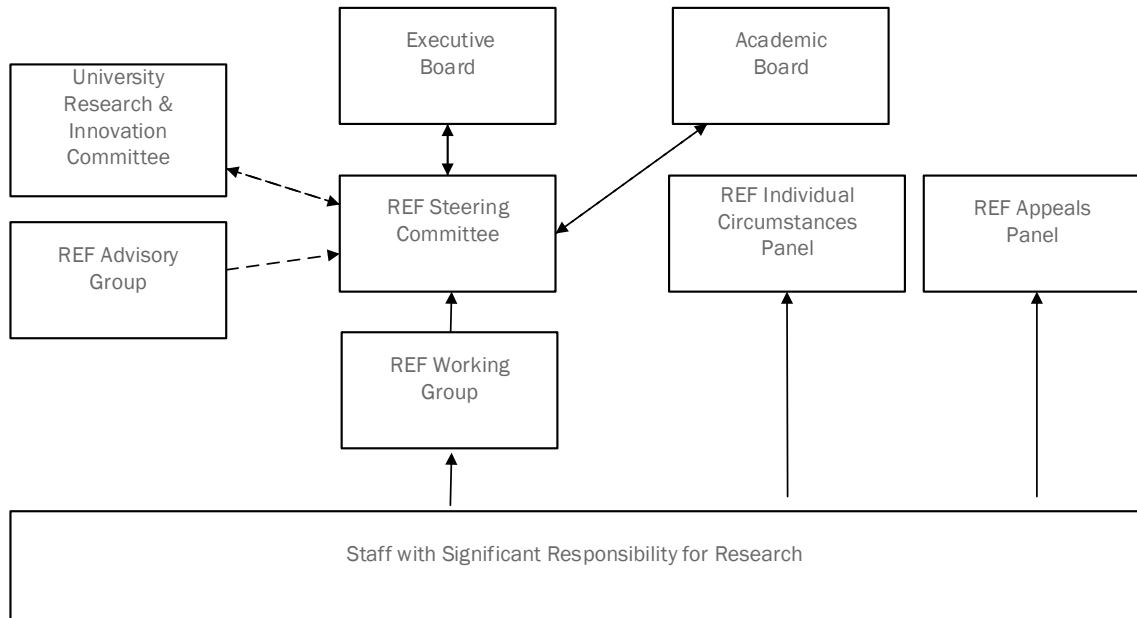 Executive
Board
Academic
Board
University
Research &
Innovation
Committee
REF Steering
Committee
REF Individual
Circumstances
Panel
REF Appeals
Panel
REF Advisory
Group
REF Working
Group
Staff with Significant Responsibility for Research